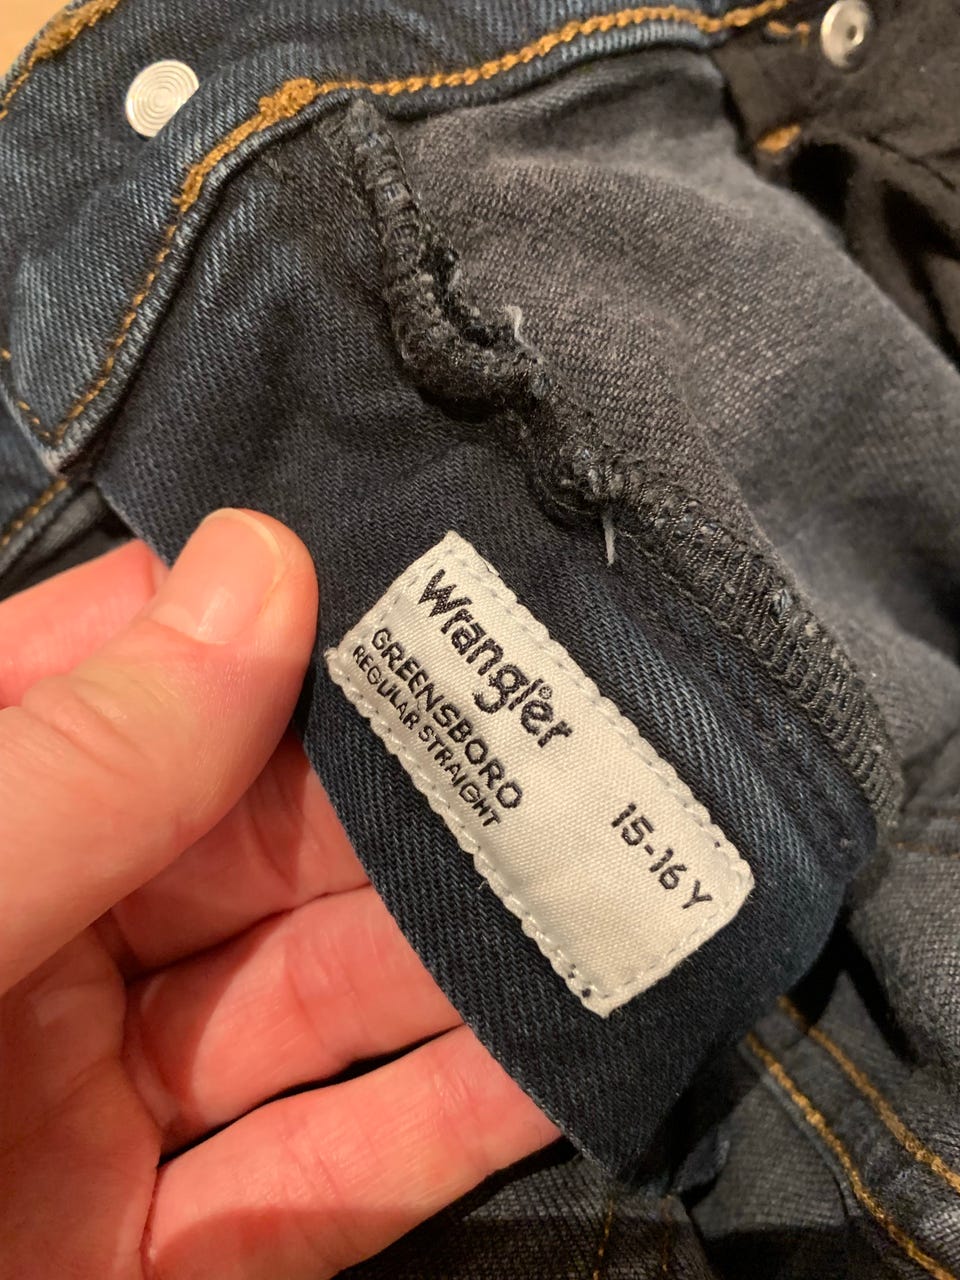 Wrangler
GREENSBORO
REGULAR STRAIGHT
15-16 Y